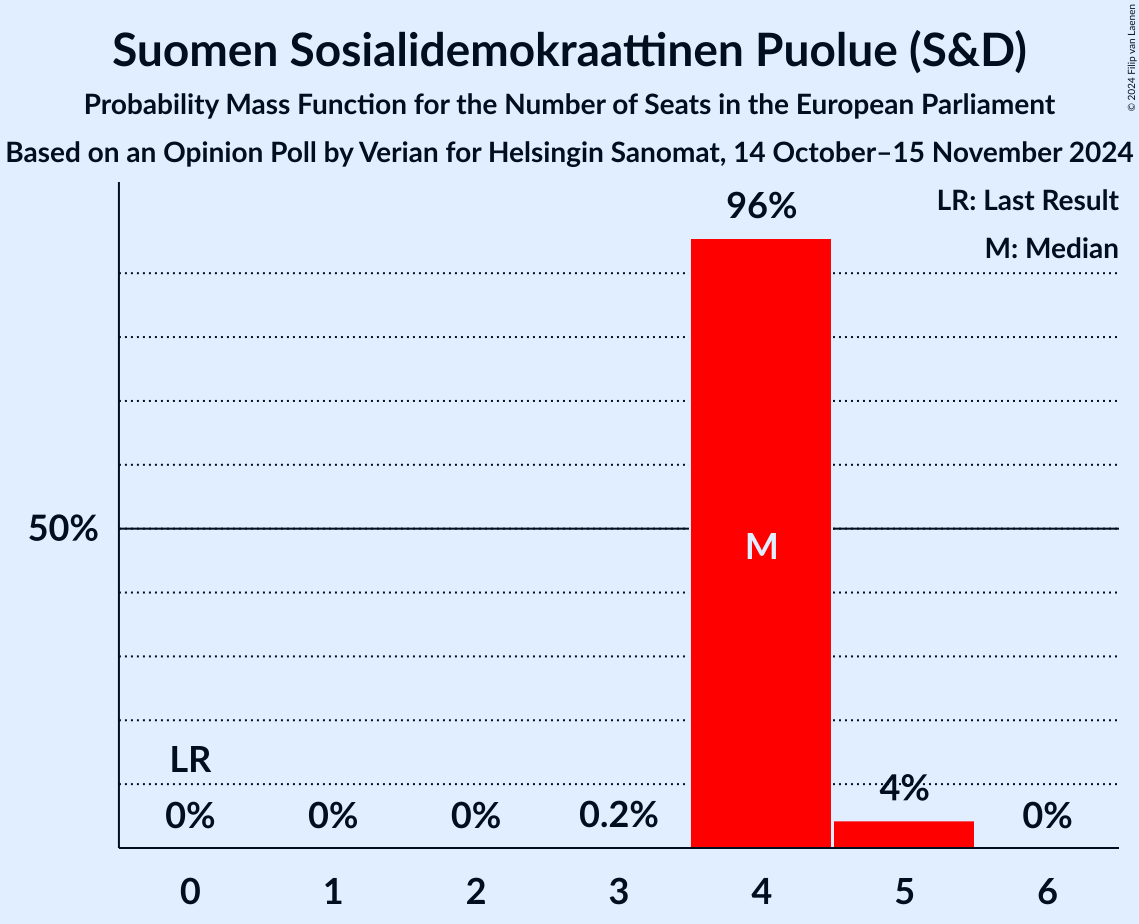 Suomen Sosialidemokraattinen Puolue (S&D)
Probability Mass Function for the Number of Seats in the European Parliament
Based on an Opinion Poll by Verian for Helsingin Sanomat, 14 October–15 November 2024
© 2024 Filip van Laenen
LR: Last Result
M: Median
96%
50%
M
LR
0%
0%
0%
0.2%
4%
0%
0
1
2
3
4
5
6